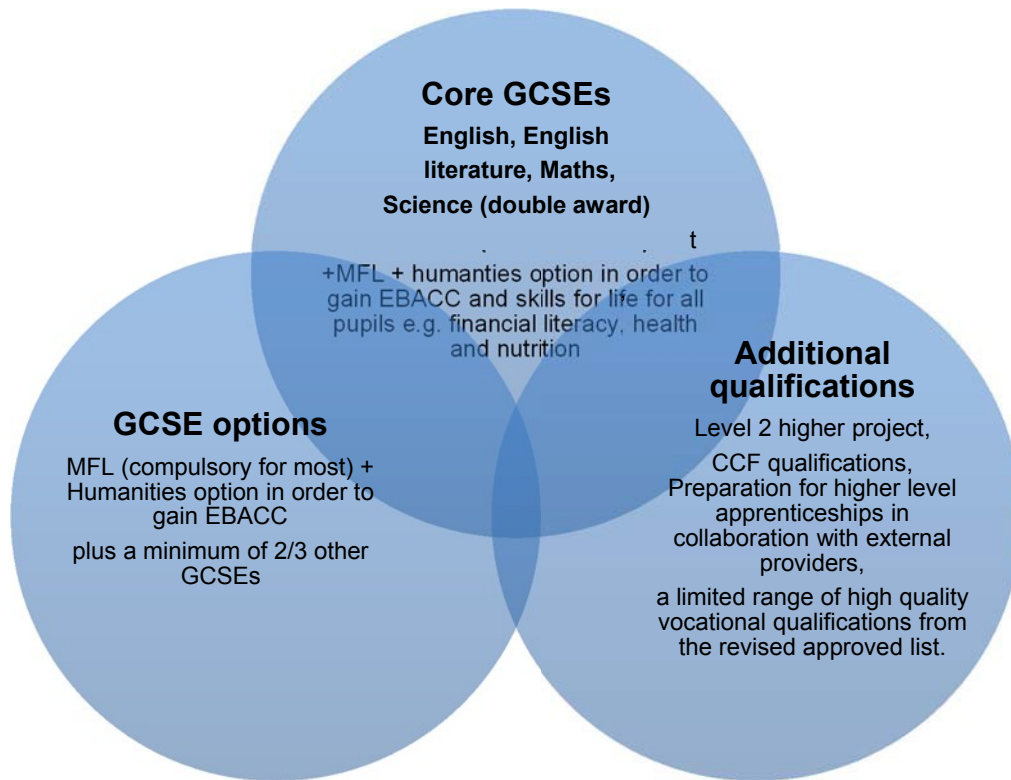 Core GCSEs
English, English
literature, Maths,
Science (double award)
t
+MFL + humanties option in order to
gain EBACC and skills for life for all
pupils e.g. financial literacy, health
and nutrition
GCSE options
MFL (compulsory for most) +
Humanities option in order to
gain EBACC
plus a minimum of 2/3 other
GCSEs
Additional
qualifications
Level 2 higher project,
CCF qualifications,
Preparation for higher level
apprenticeships in
collaboration with external
providers,
a limited range of high quality
vocational qualifications from
the revised approved list.